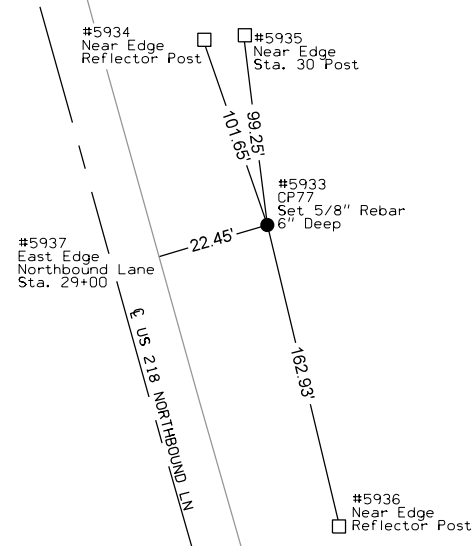 #5934
Near Edge
Reflector Post
#5935
Near Edge
Sta. 30 Post
101.65'
99.25'
#5933
CP77
Set 5/8" Rebar
6" Deep
22.45'
#5937
East Edge
Northbound Lane
Sta. 29+00
℄ US 218 NORTHBOUND LN
162.93'
#5936
Near Edge
Reflector Post